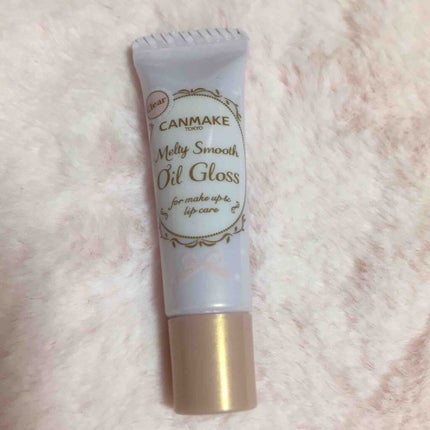 Clear
CANMAKE
TOKYO
Melty Smooth
Oil Gloss
for make up &
lip care